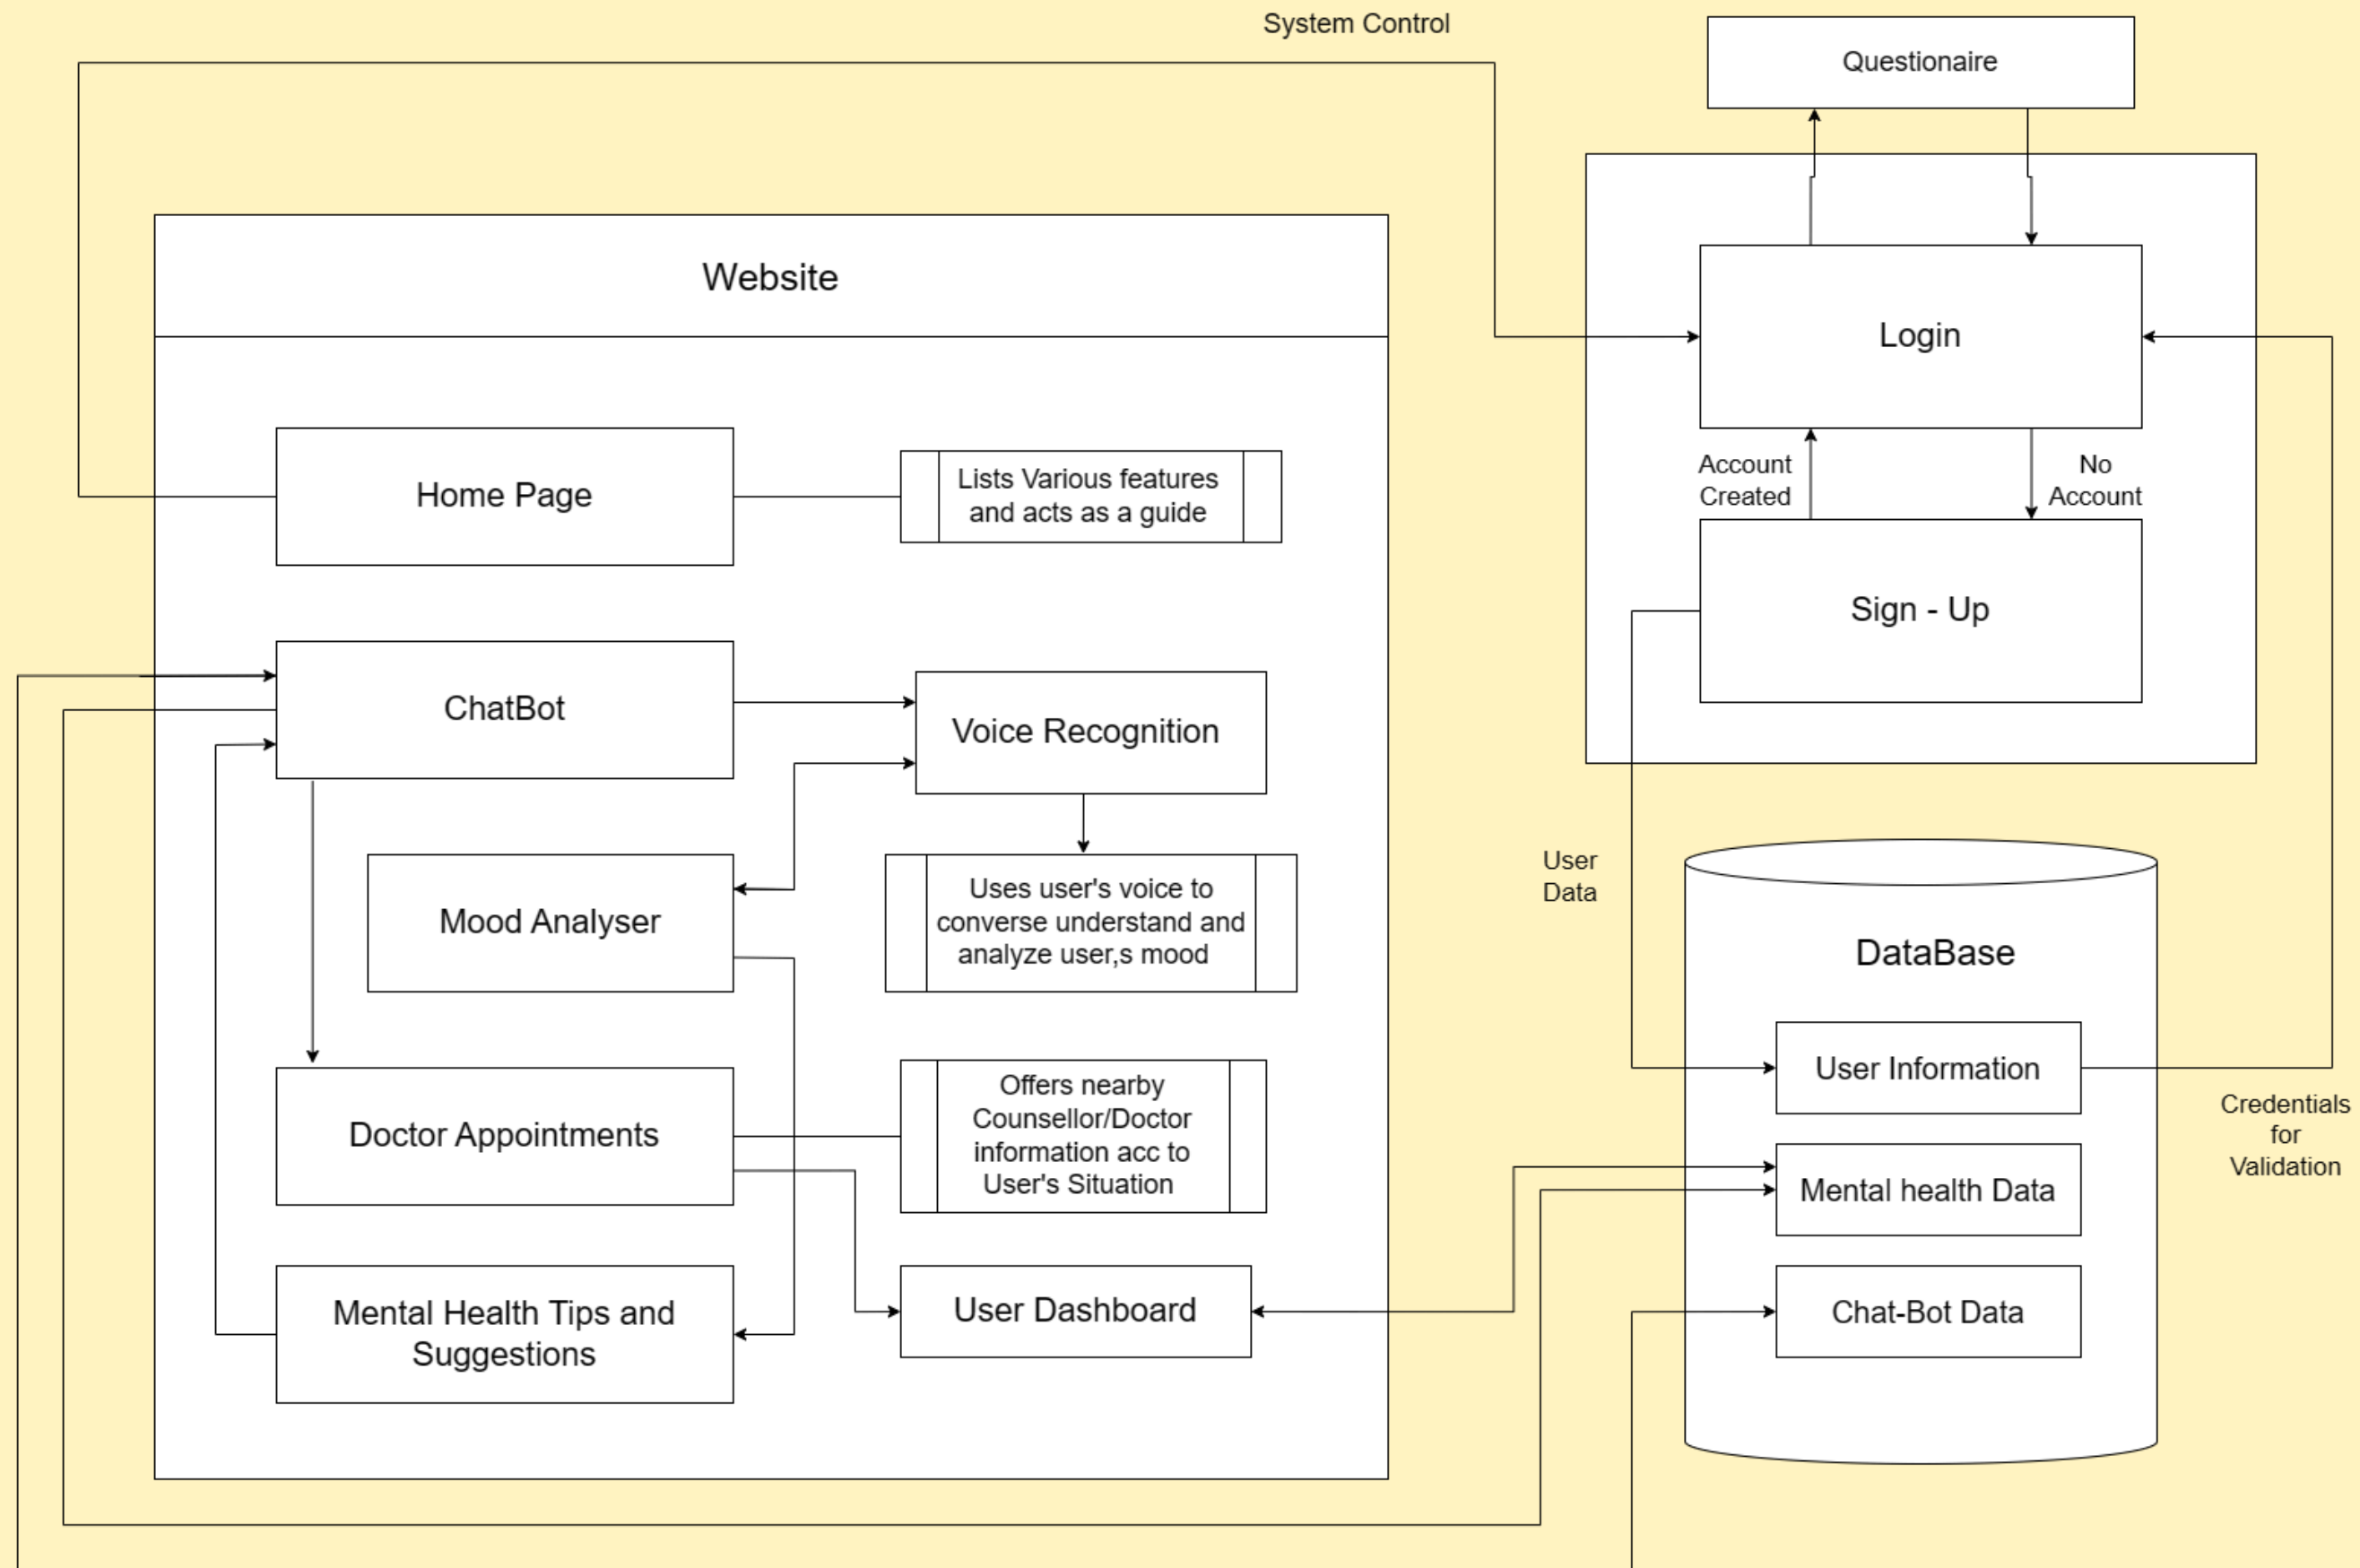 System Control
Questionaire
Website
Login
Home Page
Lists Various features
and acts as a guide
Account
Created
No
Account
Sign - Up
ChatBot
Voice Recognition
Mood Analyser
Uses user's voice to
converse understand and
analyze user,s mood
User
Data
DataBase
User Information
Doctor Appointments
Offers nearby
Counsellor/Doctor
information acc to
User's Situation
Credentials
for
Validation
Mental health Data
Mental Health Tips and
Suggestions
User Dashboard
Chat-Bot Data